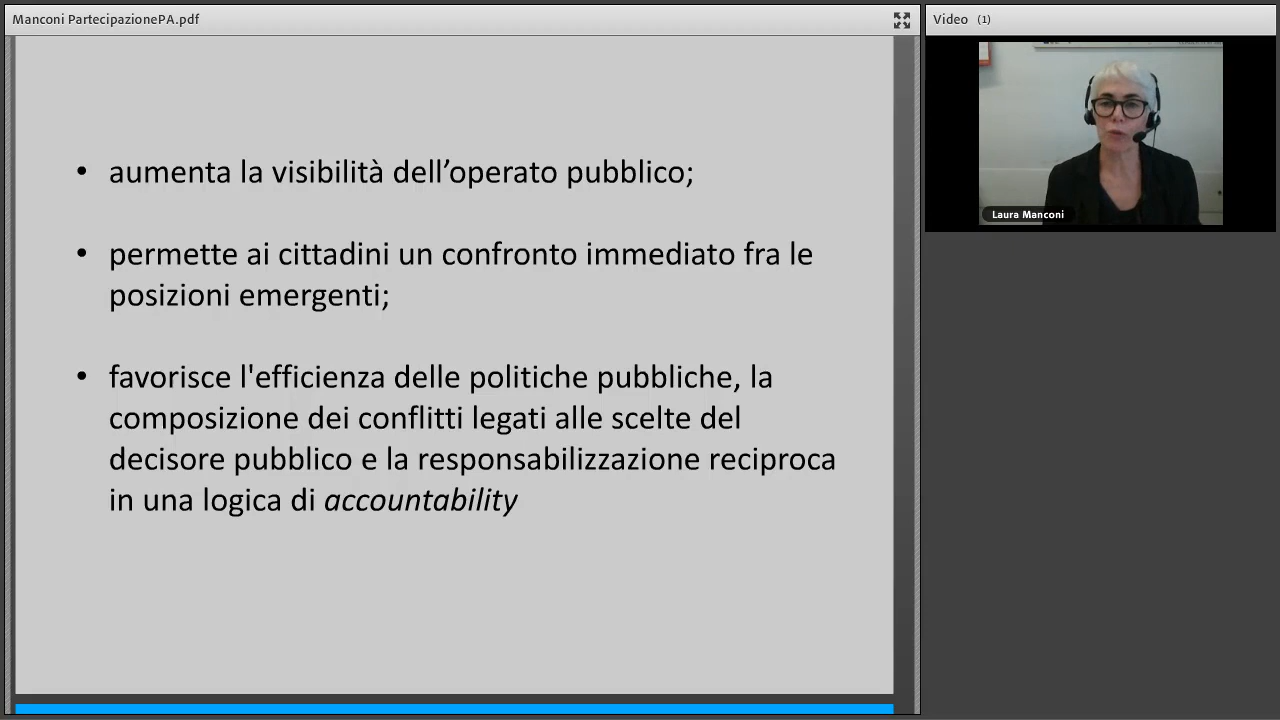 Manconi PartecipazionePA.pdf
Video (1)
Laura Manconi
• aumenta la visibilità dell’operato pubblico;
• permette ai cittadini un confronto immediato fra le
posizioni emergenti;
• favorisce l'efficienza delle politiche pubbliche, la
composizione dei conflitti legati alle scelte del
decisore pubblico e la responsabilizzazione reciproca
in una logica di accountability